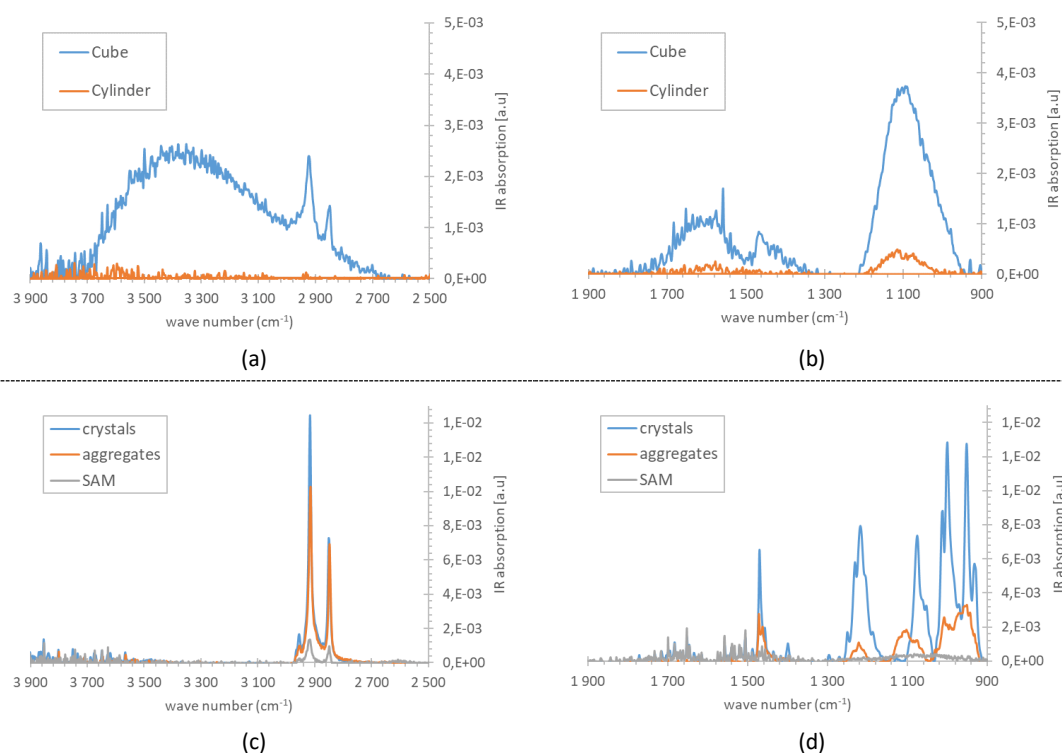 Cube
Cylinder
5,E-03
4,E-03
3,E-03
2,E-03
1,E-03
0,E+00
IR absorption [a.u]
3 900 3 700 3 500 3 300 3 100 2 900 2 700 2 500
wave number (cm⁻¹)
(a)
Cube
Cylinder
5,E-03
4,E-03
3,E-03
2,E-03
1,E-03
0,E+00
IR absorption [a.u]
1 900 1 700 1 500 1 300 1 100 900
wave number (cm⁻¹)
(b)
crystals
aggregates
SAM
1,E-02
1,E-02
1,E-02
8,E-03
6,E-03
4,E-03
2,E-03
0,E+00
IR absorption [a.u]
3 900 3 700 3 500 3 300 3 100 2 900 2 700 2 500
wave number (cm⁻¹)
(c)
crystals
aggregates
SAM
1,E-02
1,E-02
1,E-02
8,E-03
6,E-03
4,E-03
2,E-03
0,E+00
IR absorption [a.u]
1 900 1 700 1 500 1 300 1 100 900
wave number (cm⁻¹)
(d)